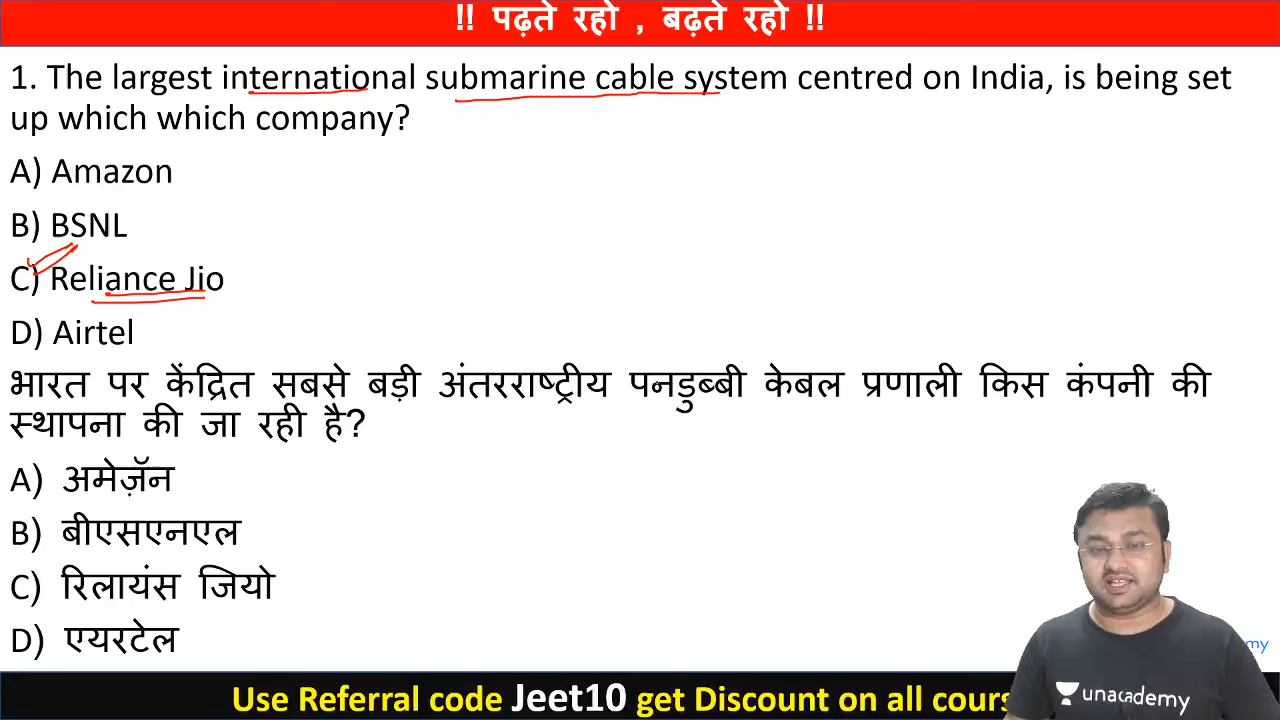 !! पढ़ते रहो , बढ़ते रहो !!
1. The largest international submarine cable system centred on India, is being set
up which which company?
A) Amazon
B) BSNL
C) Reliance Jio
D) Airtel
भारत पर केंद्रित सबसे बड़ी अंतरराष्ट्रीय पनडुब्बी केबल प्रणाली किस कंपनी की
स्थापना की जा रही है?
A) अमेज़ॅन
B) बीएसएनएल
C) रिलायंस जियो
D) एयरटेल
unacademy
Use Referral code Jeet10 get Discount on all